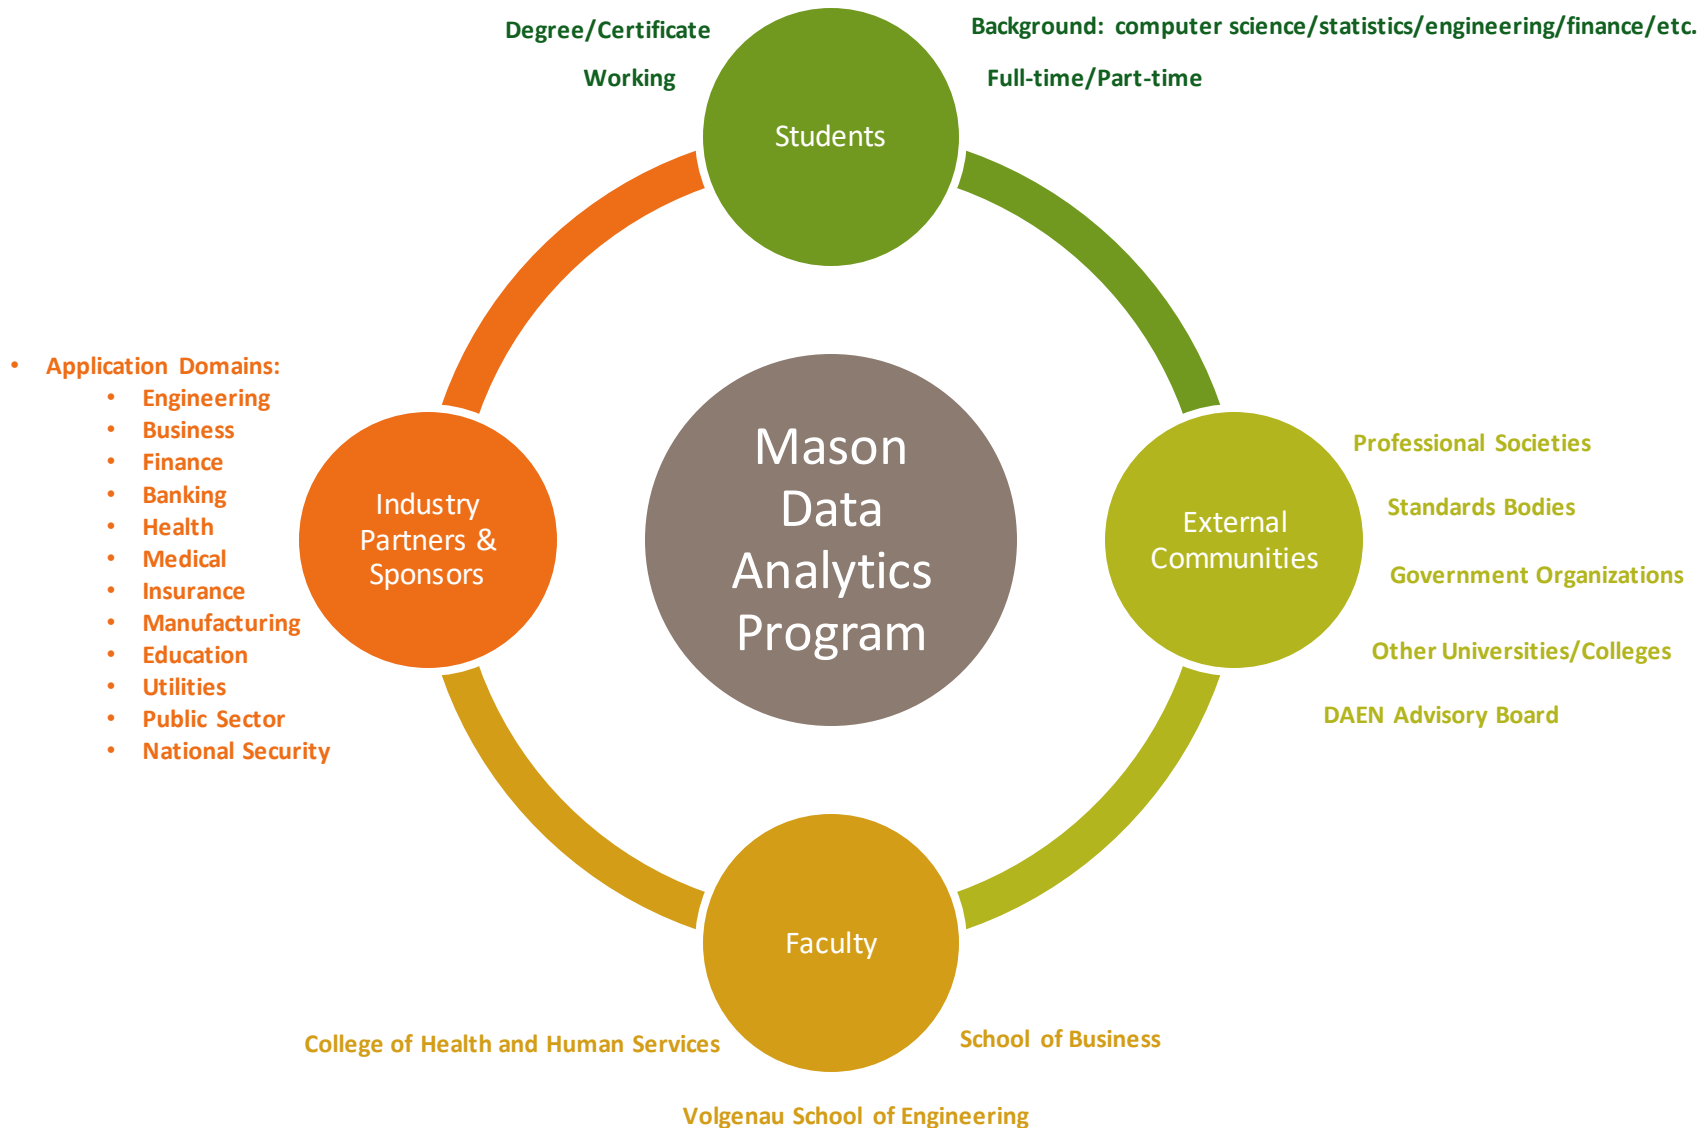 Degree/Certificate
Background: computer science/statistics/engineering/finance/etc.
Working
Full-time/Part-time
Students
• Application Domains:
• Engineering
• Business
• Finance
• Banking
• Health
• Medical
• Insurance
• Manufacturing
• Education
• Utilities
• Public Sector
• National Security
Industry
Partners &
Sponsors
Mason
Data
Analytics
Program
External
Communities
Professional Societies
Standards Bodies
Government Organizations
Other Universities/Colleges
DAEN Advisory Board
Faculty
College of Health and Human Services
School of Business
Volgenau School of Engineering